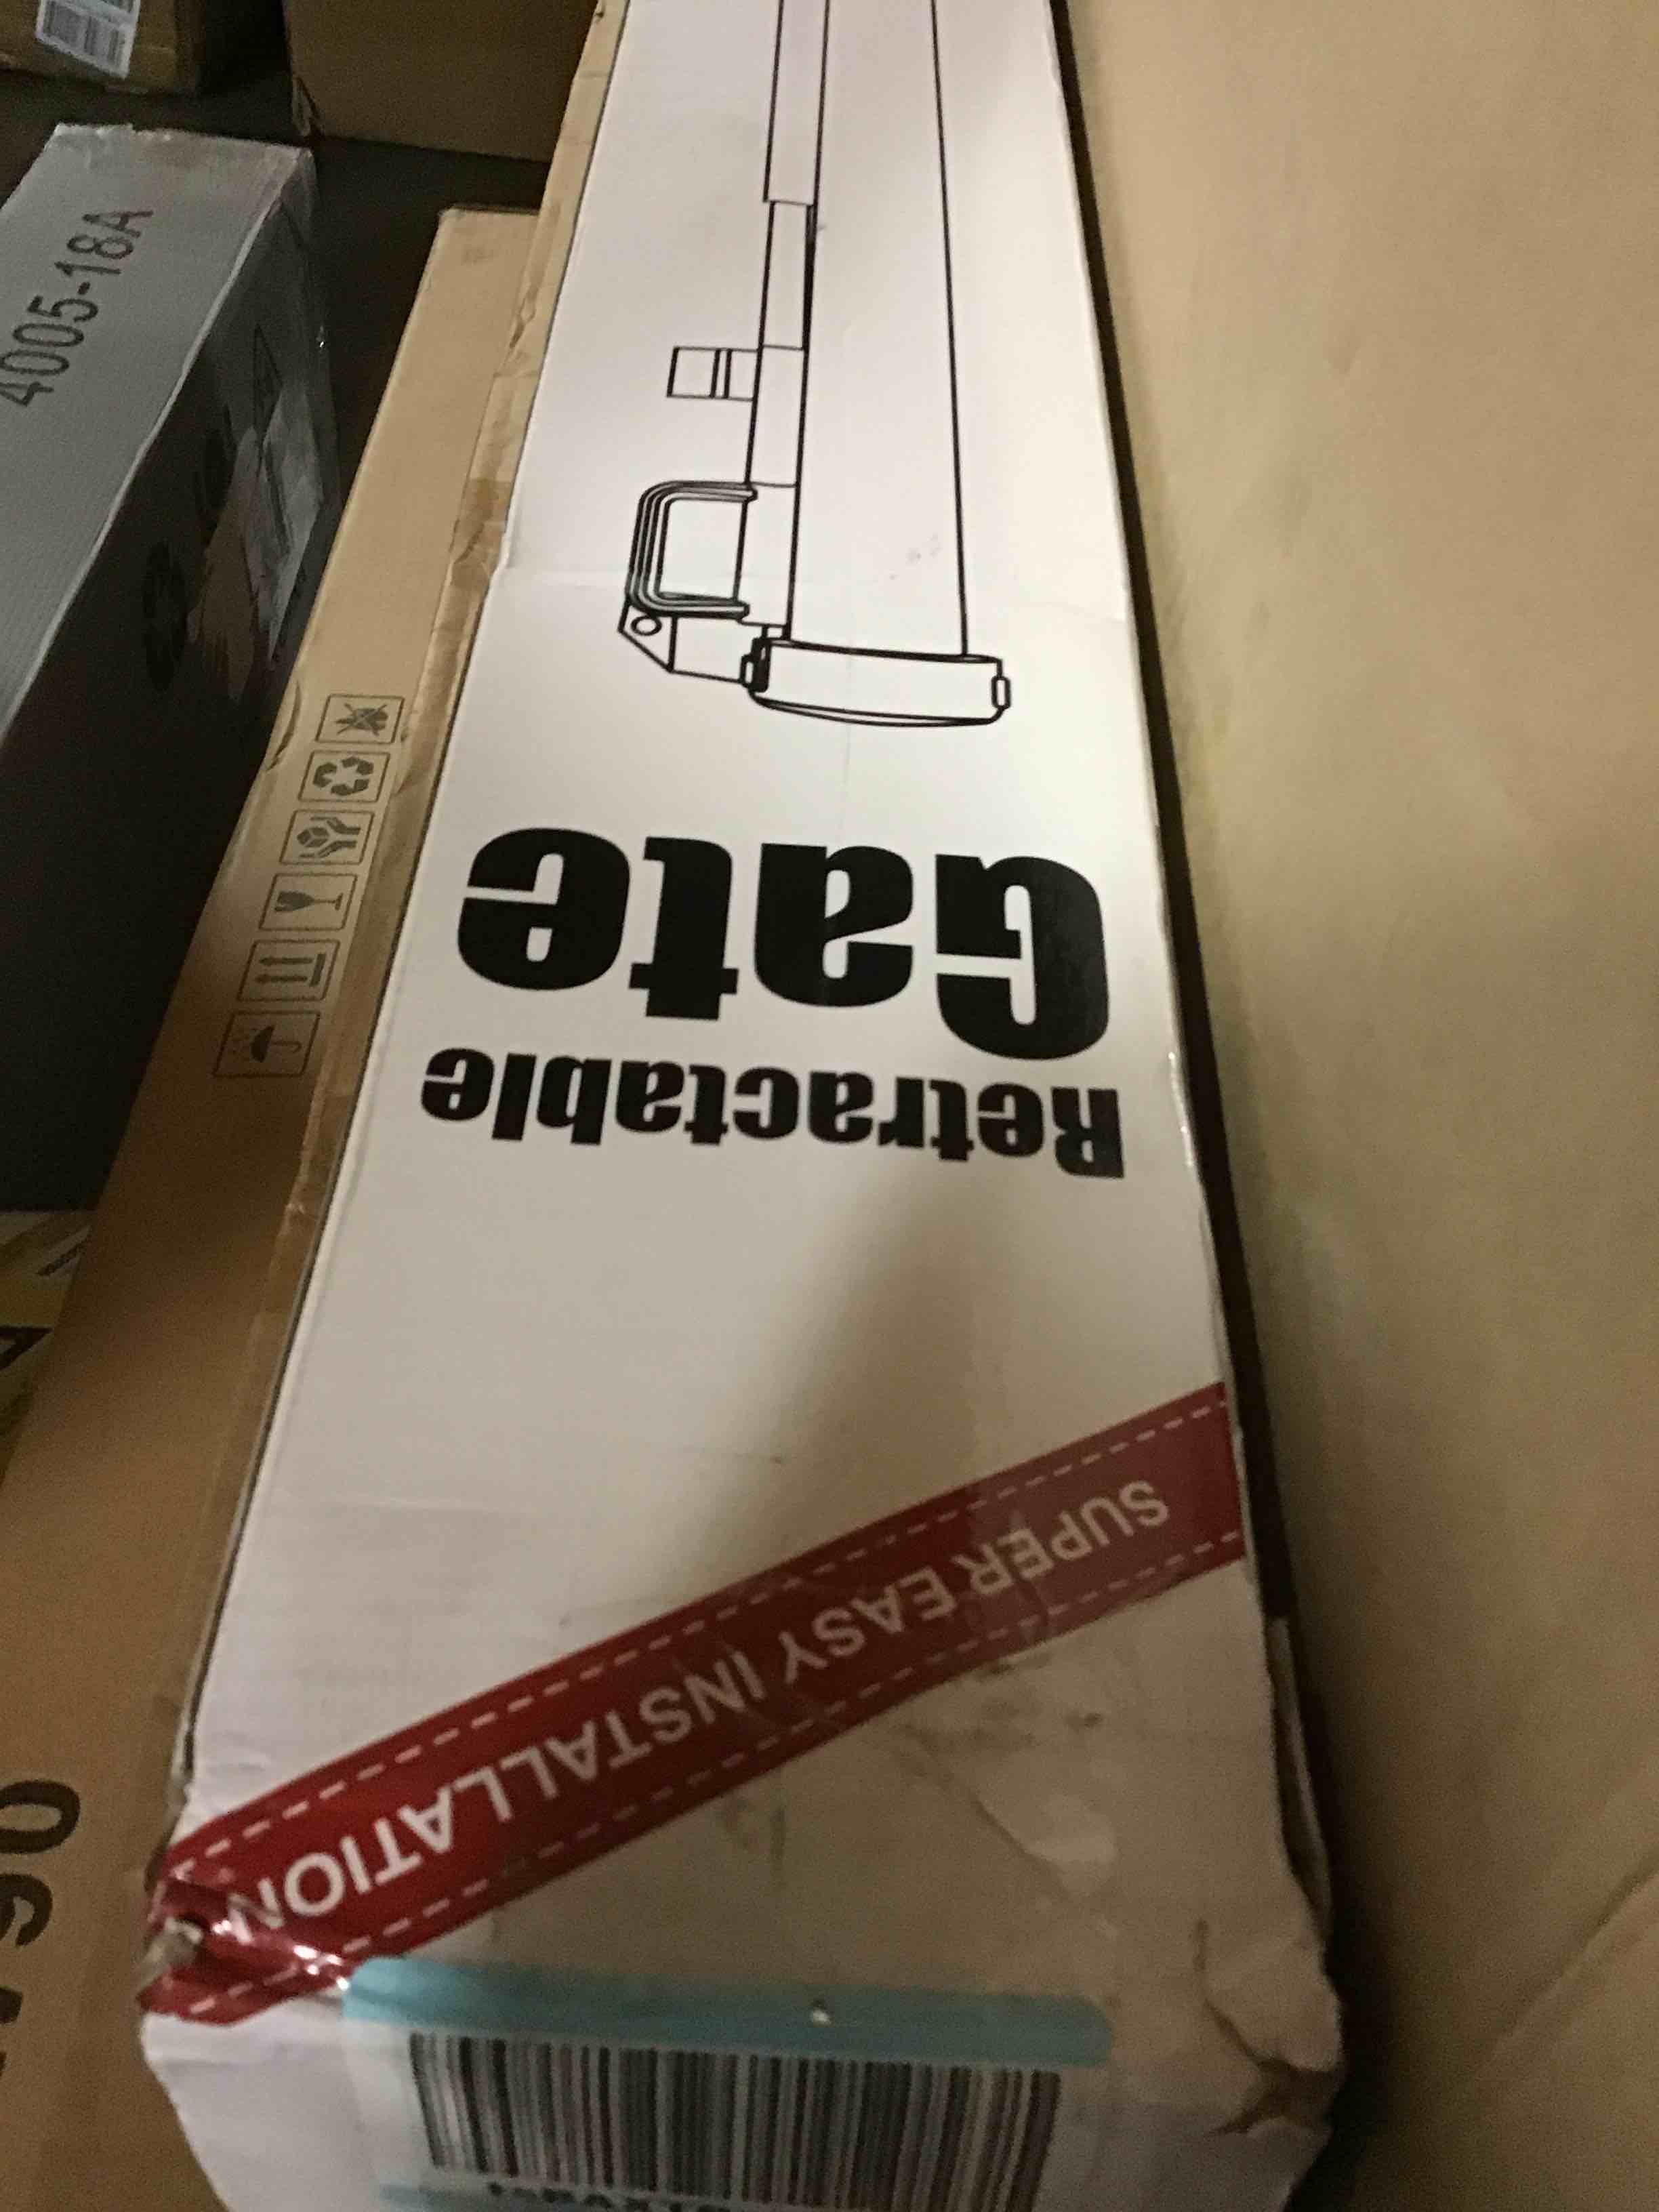 Retractable
Gate
SUPER EASY INSTALLATION
4005-18A